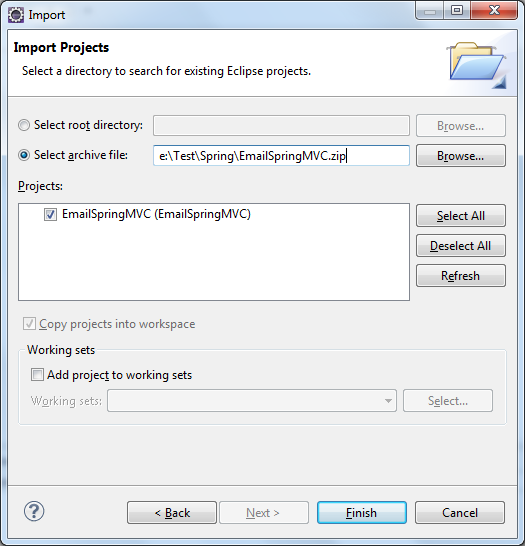 Import
Import Projects
Select a directory to search for existing Eclipse projects.
Select root directory:
Browse...
Select archive file:
e:\Test\Spring\EmailSpringMVC.zip
Browse...
Projects:
EmailSpringMVC (EmailSpringMVC)
Select All
Deselect All
Refresh
Copy projects into workspace
Working sets
Add project to working sets
Working sets:
Select...
?
< Back
Next >
Finish
Cancel